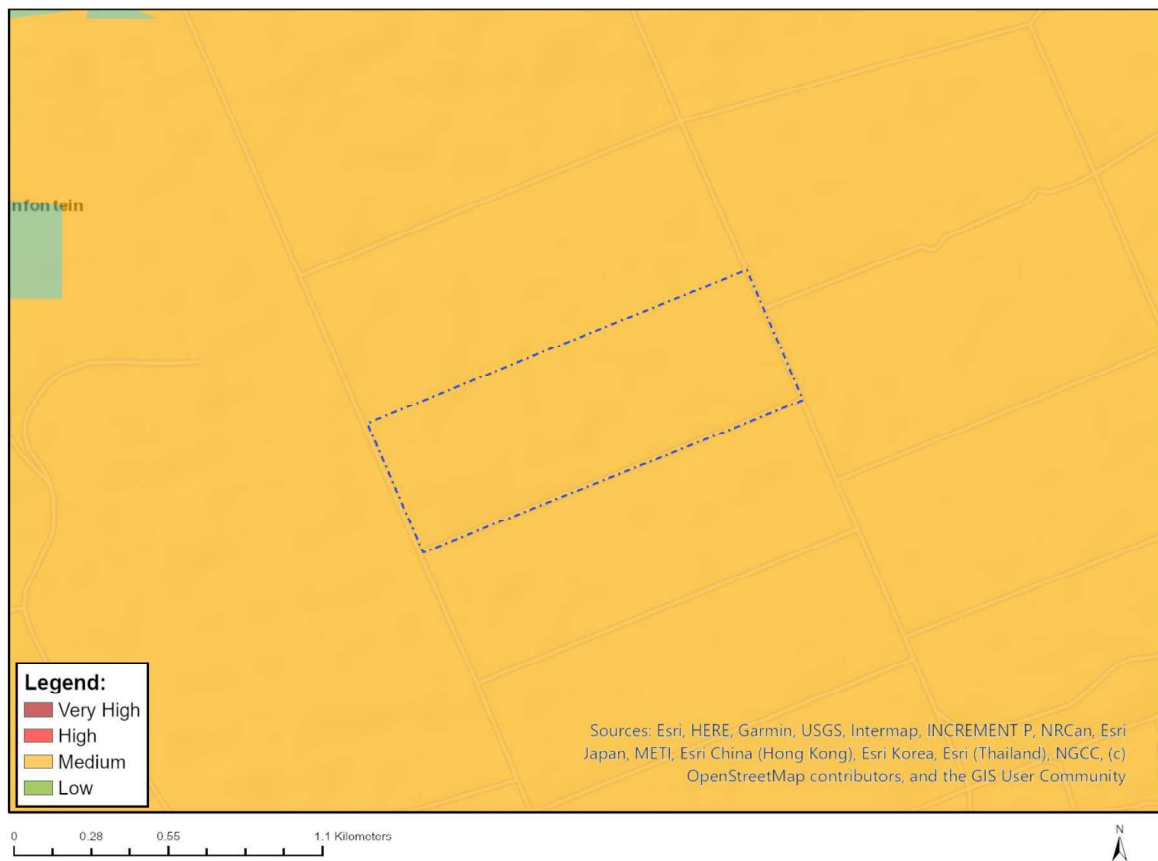 nfontein
Legend:
Very High
High
Medium
Low
Sources: Esri, HERE, Garmin, USGS, Intermap, INCREMENT P, NRCan, Esri
Japan, METI, Esri China (Hong Kong), Esri Korea, Esri (Thailand), NGCC, (c)
OpenStreetMap contributors, and the GIS User Community
0 0.28 0.55 1.1 Kilometers
N